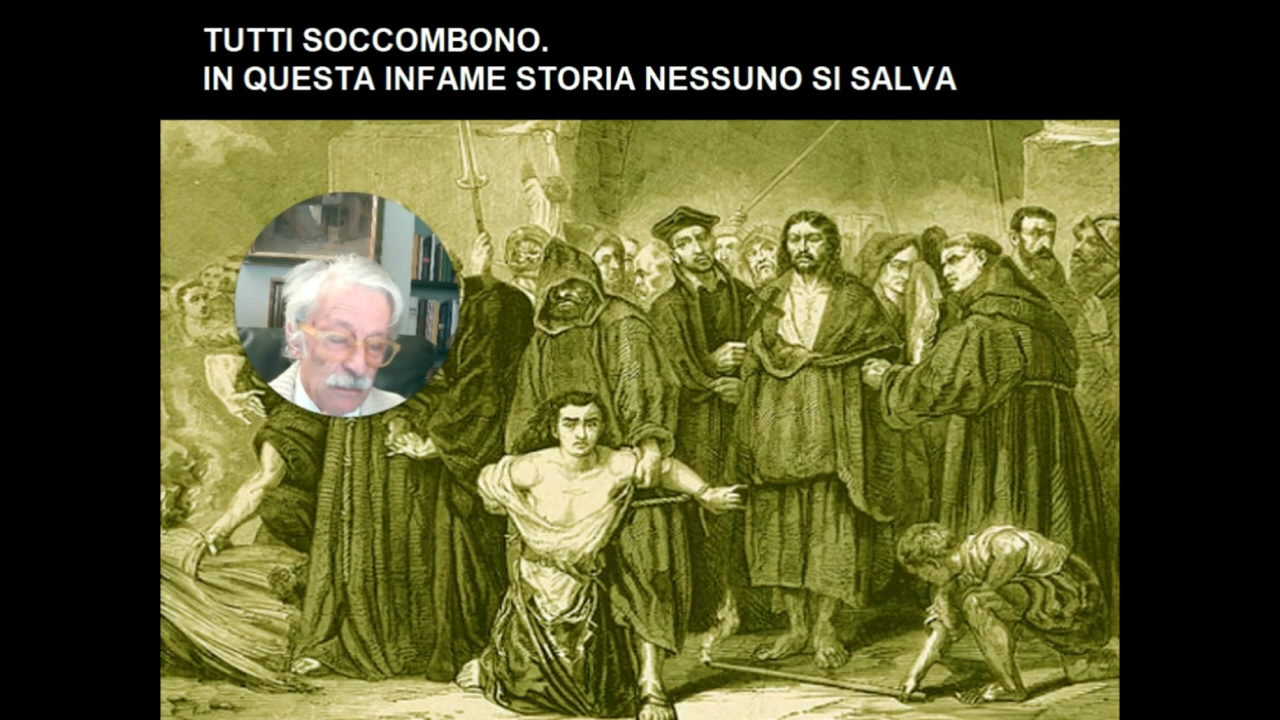 TUTTI SOCCOMBONO.
IN QUESTA INFAME STORIA NESSUNO SI SALVA